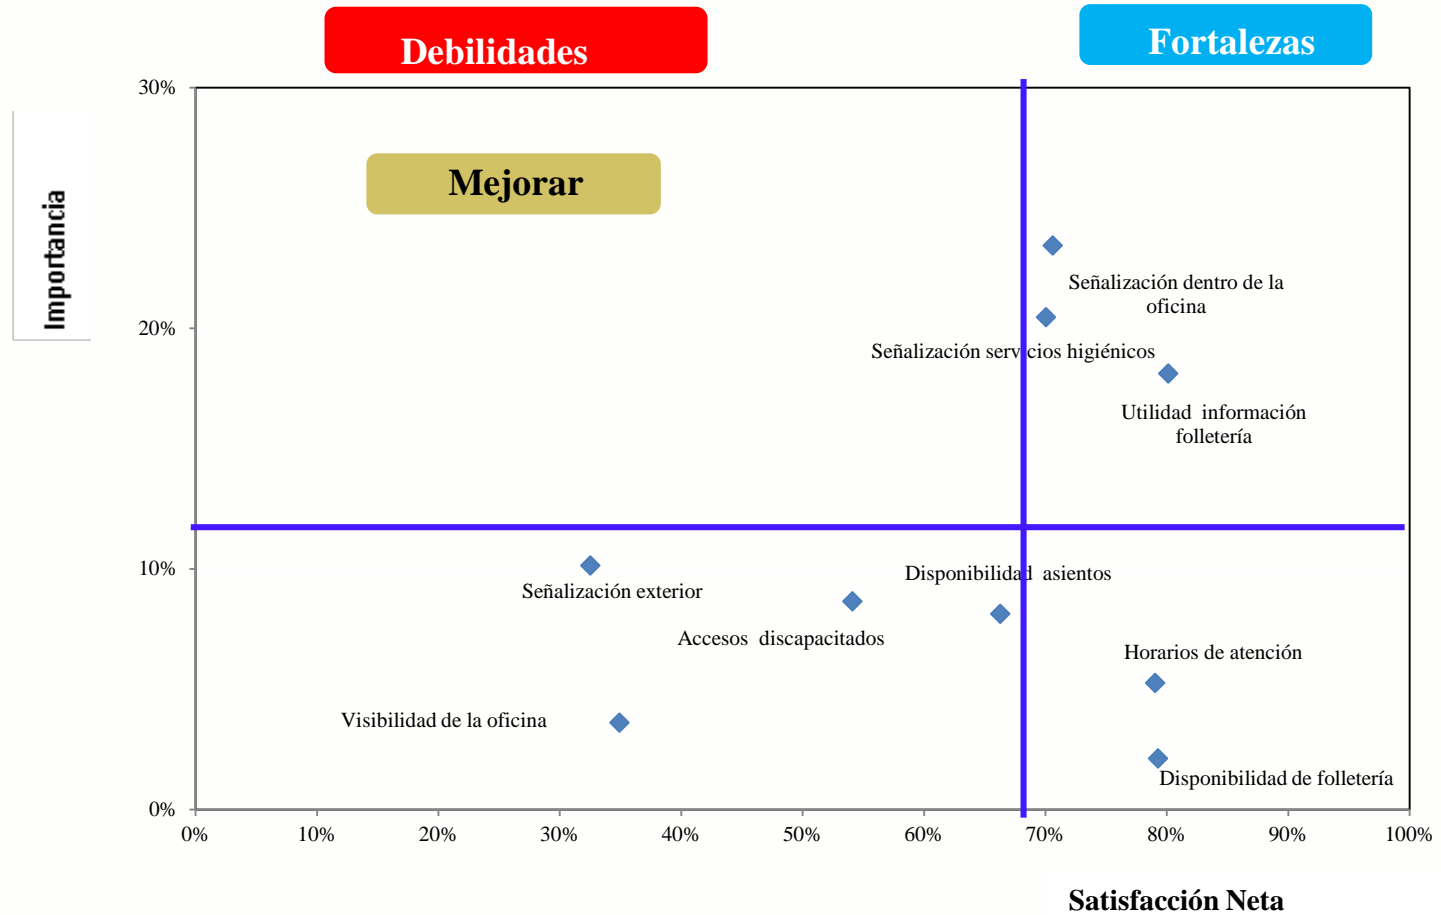 Debilidades
Fortalezas
30%
Mejorar
Importancia
Señalización dentro de la
oficina
20%
Señalización servicios higiénicos
Utilidad información
folletería
10%
Disponibilidad asientos
Señalización exterior
Accesos discapacitados
Horarios de atención
Visibilidad de la oficina
Disponibilidad de folletería
0%
0% 10% 20% 30% 40% 50% 60% 70% 80% 90% 100%
Satisfacción Neta